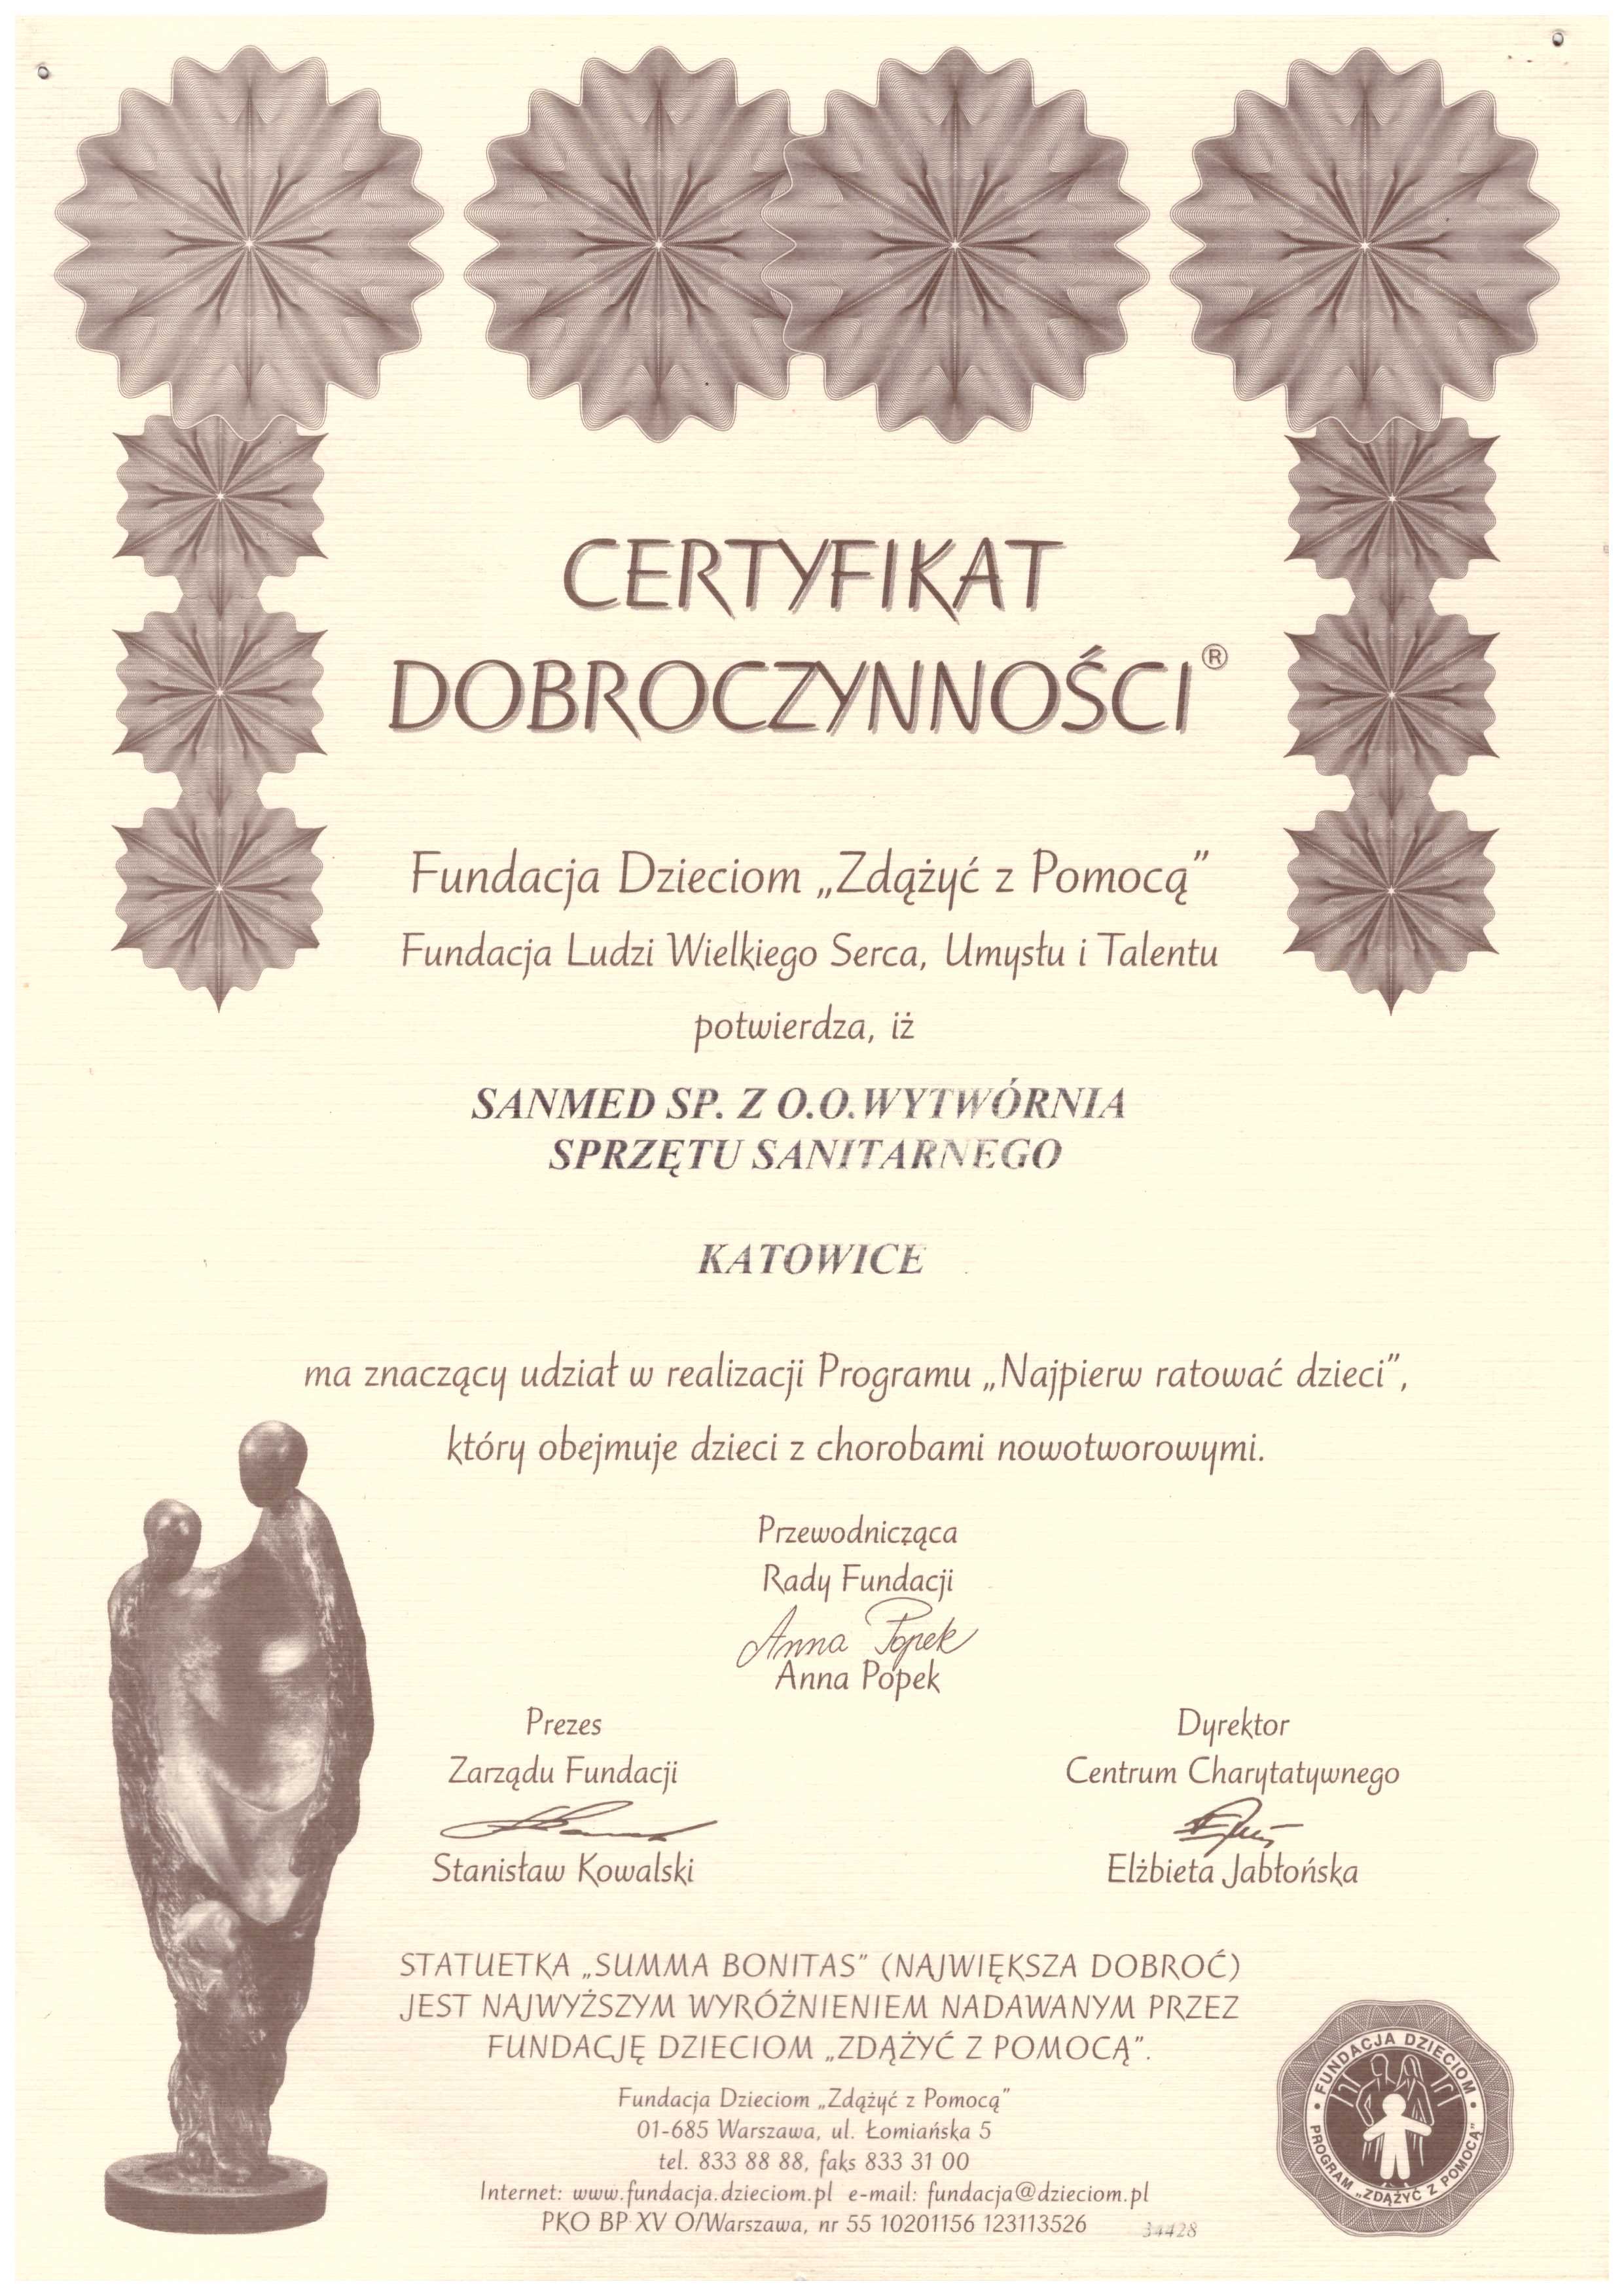 CERTYFIKAT
DOBROCZYNNOŚCI®
Fundacja Dzieciom „Zdążyć z Pomocą”
Fundacja Ludzi Wielkiego Serca, Umysłu i Talentu
potwierdza, iż
SANMED SP. Z O.O.WYTWÓRNIA
SPRZĘTU SANITARNEGO
KATOWICE
ma znaczący udział w realizacji Programu „Najpierw ratować dzieci”,
który obejmuje dzieci z chorobami nowotworowymi.
Przewodnicząca
Rady Fundacji
Anna Popek
Anna Popek
Prezes
Zarządu Fundacji
Stanisław Kowalski
Dyrektor
Centrum Charytatywnego
Elżbieta Jabłońska
STATUETKA „SUMMA BONITAS” (NAJWIĘKSZA DOBROĆ)
JEST NAJWYŻSZYM WYRÓŻNIENIEM NADAWANYM PRZEZ
FUNDACJĘ DZIECIOM „ZDĄŻYĆ Z POMOCĄ”.
Fundacja Dzieciom „Zdążyć z Pomocą”
01-685 Warszawa, ul. Łomiańska 5
tel. 833 88 88, faks 833 31 00
Internet: www.fundacja.dzieciom.pl e-mail: fundacja@dzieciom.pl
PKO BP XV O/Warszawa, nr 55 10201156 123113526
34428
• FUNDACJA DZIECIOM •
PROGRAM „ZDĄŻYĆ Z POMOCĄ”